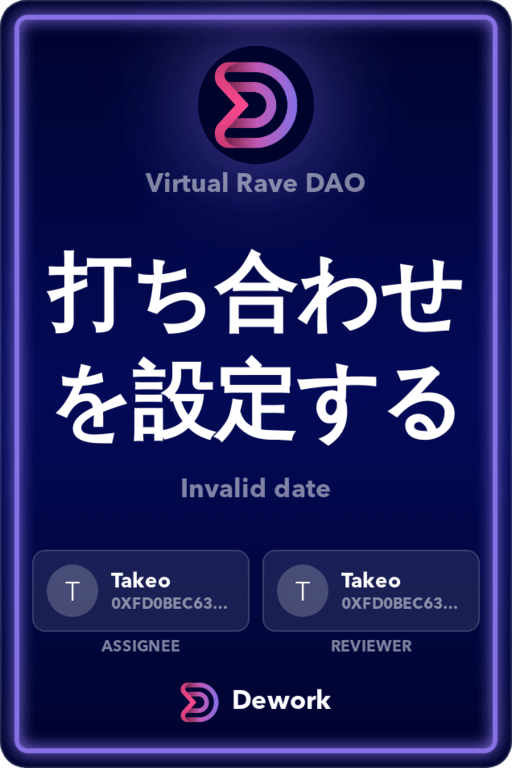 Virtual Rave DAO
打ち合わせ
を設定する
Invalid date
T Takeo
0XFD0BEC63...
ASSIGNEE
T Takeo
0XFD0BEC63...
REVIEWER
Dework